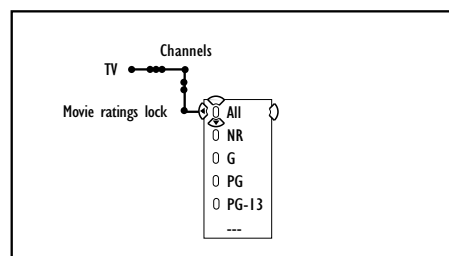 Channels
TV
Movie ratings lock
All
NR
G
PG
PG-13
---